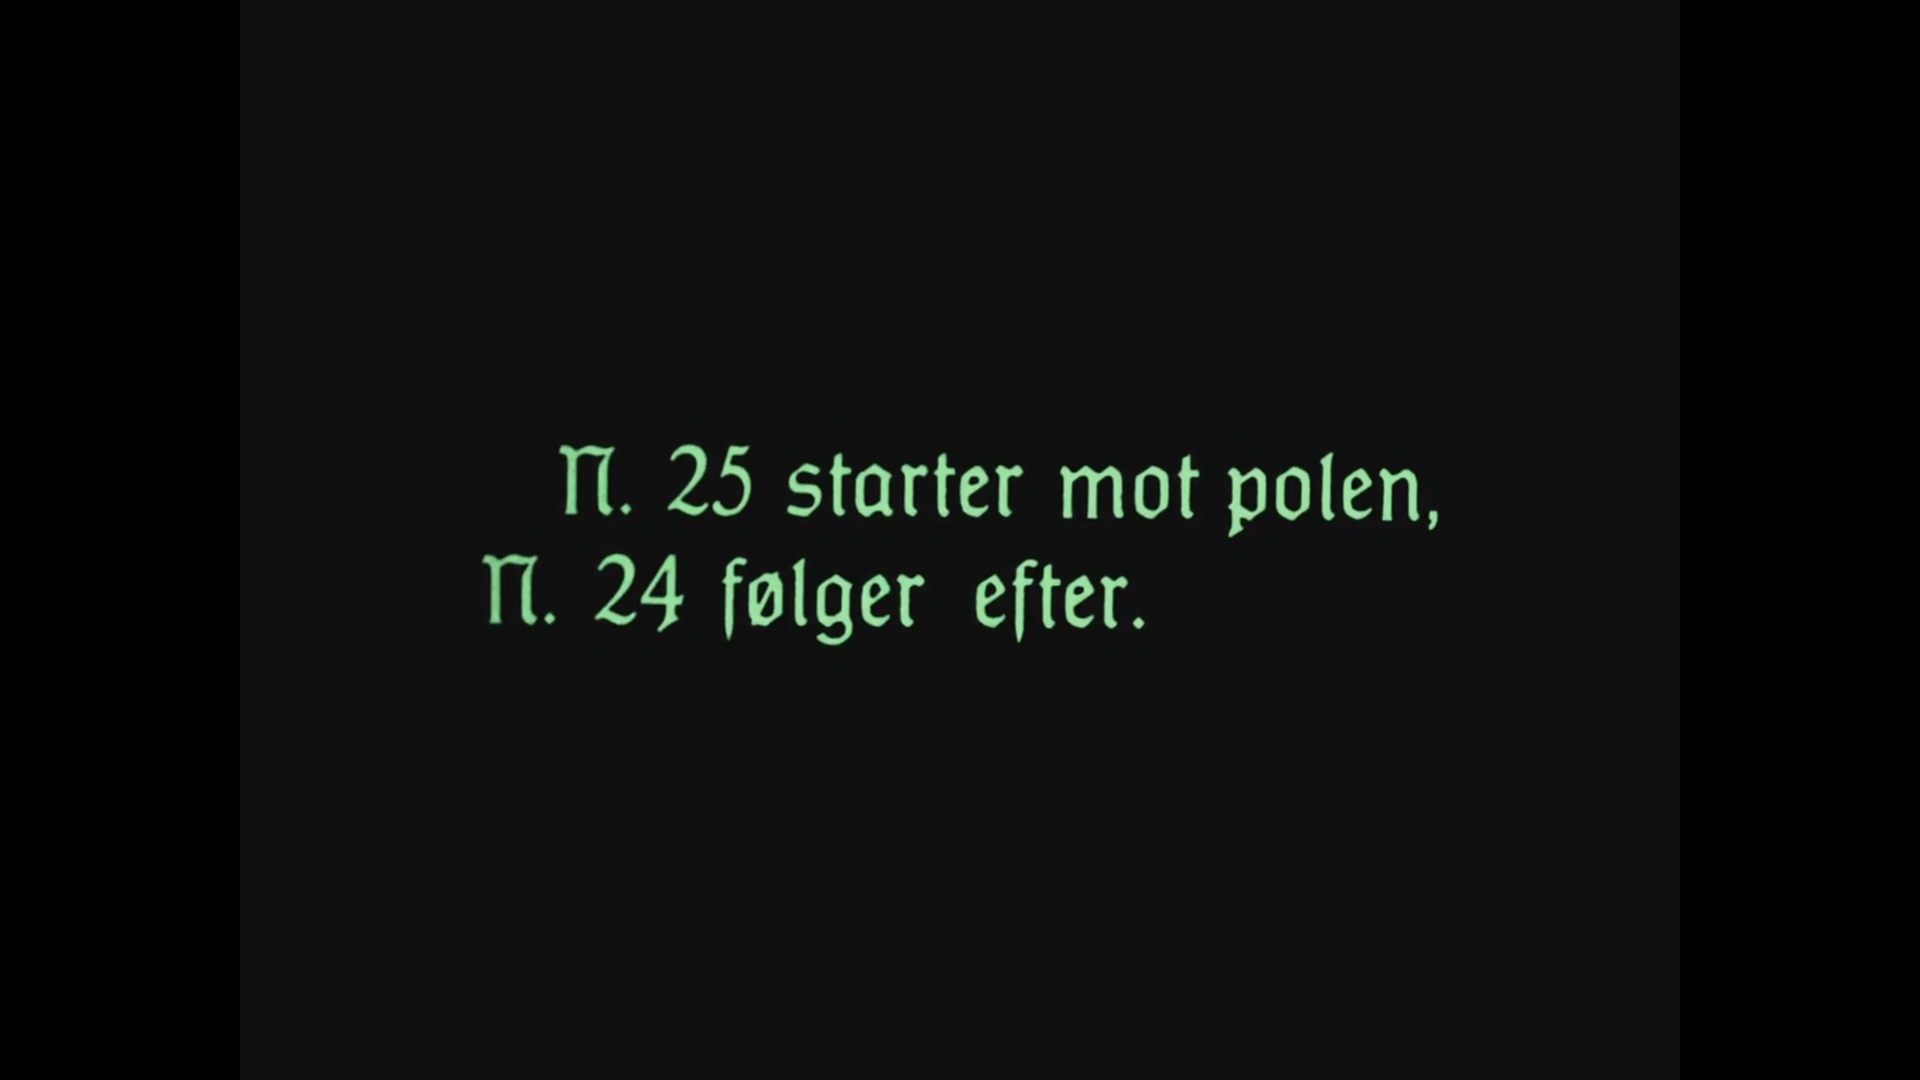 N. 25 starter mot polen,
N. 24 følger efter.